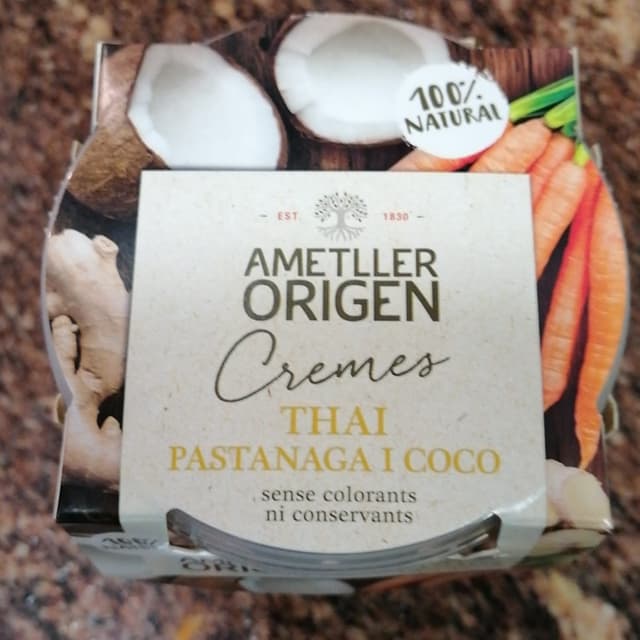 100%
NATURAL
EST 1830
AMETLLER
ORIGEN
Cremes
THAI
PASTANAGA I COCO
sense colorants
ni conservants